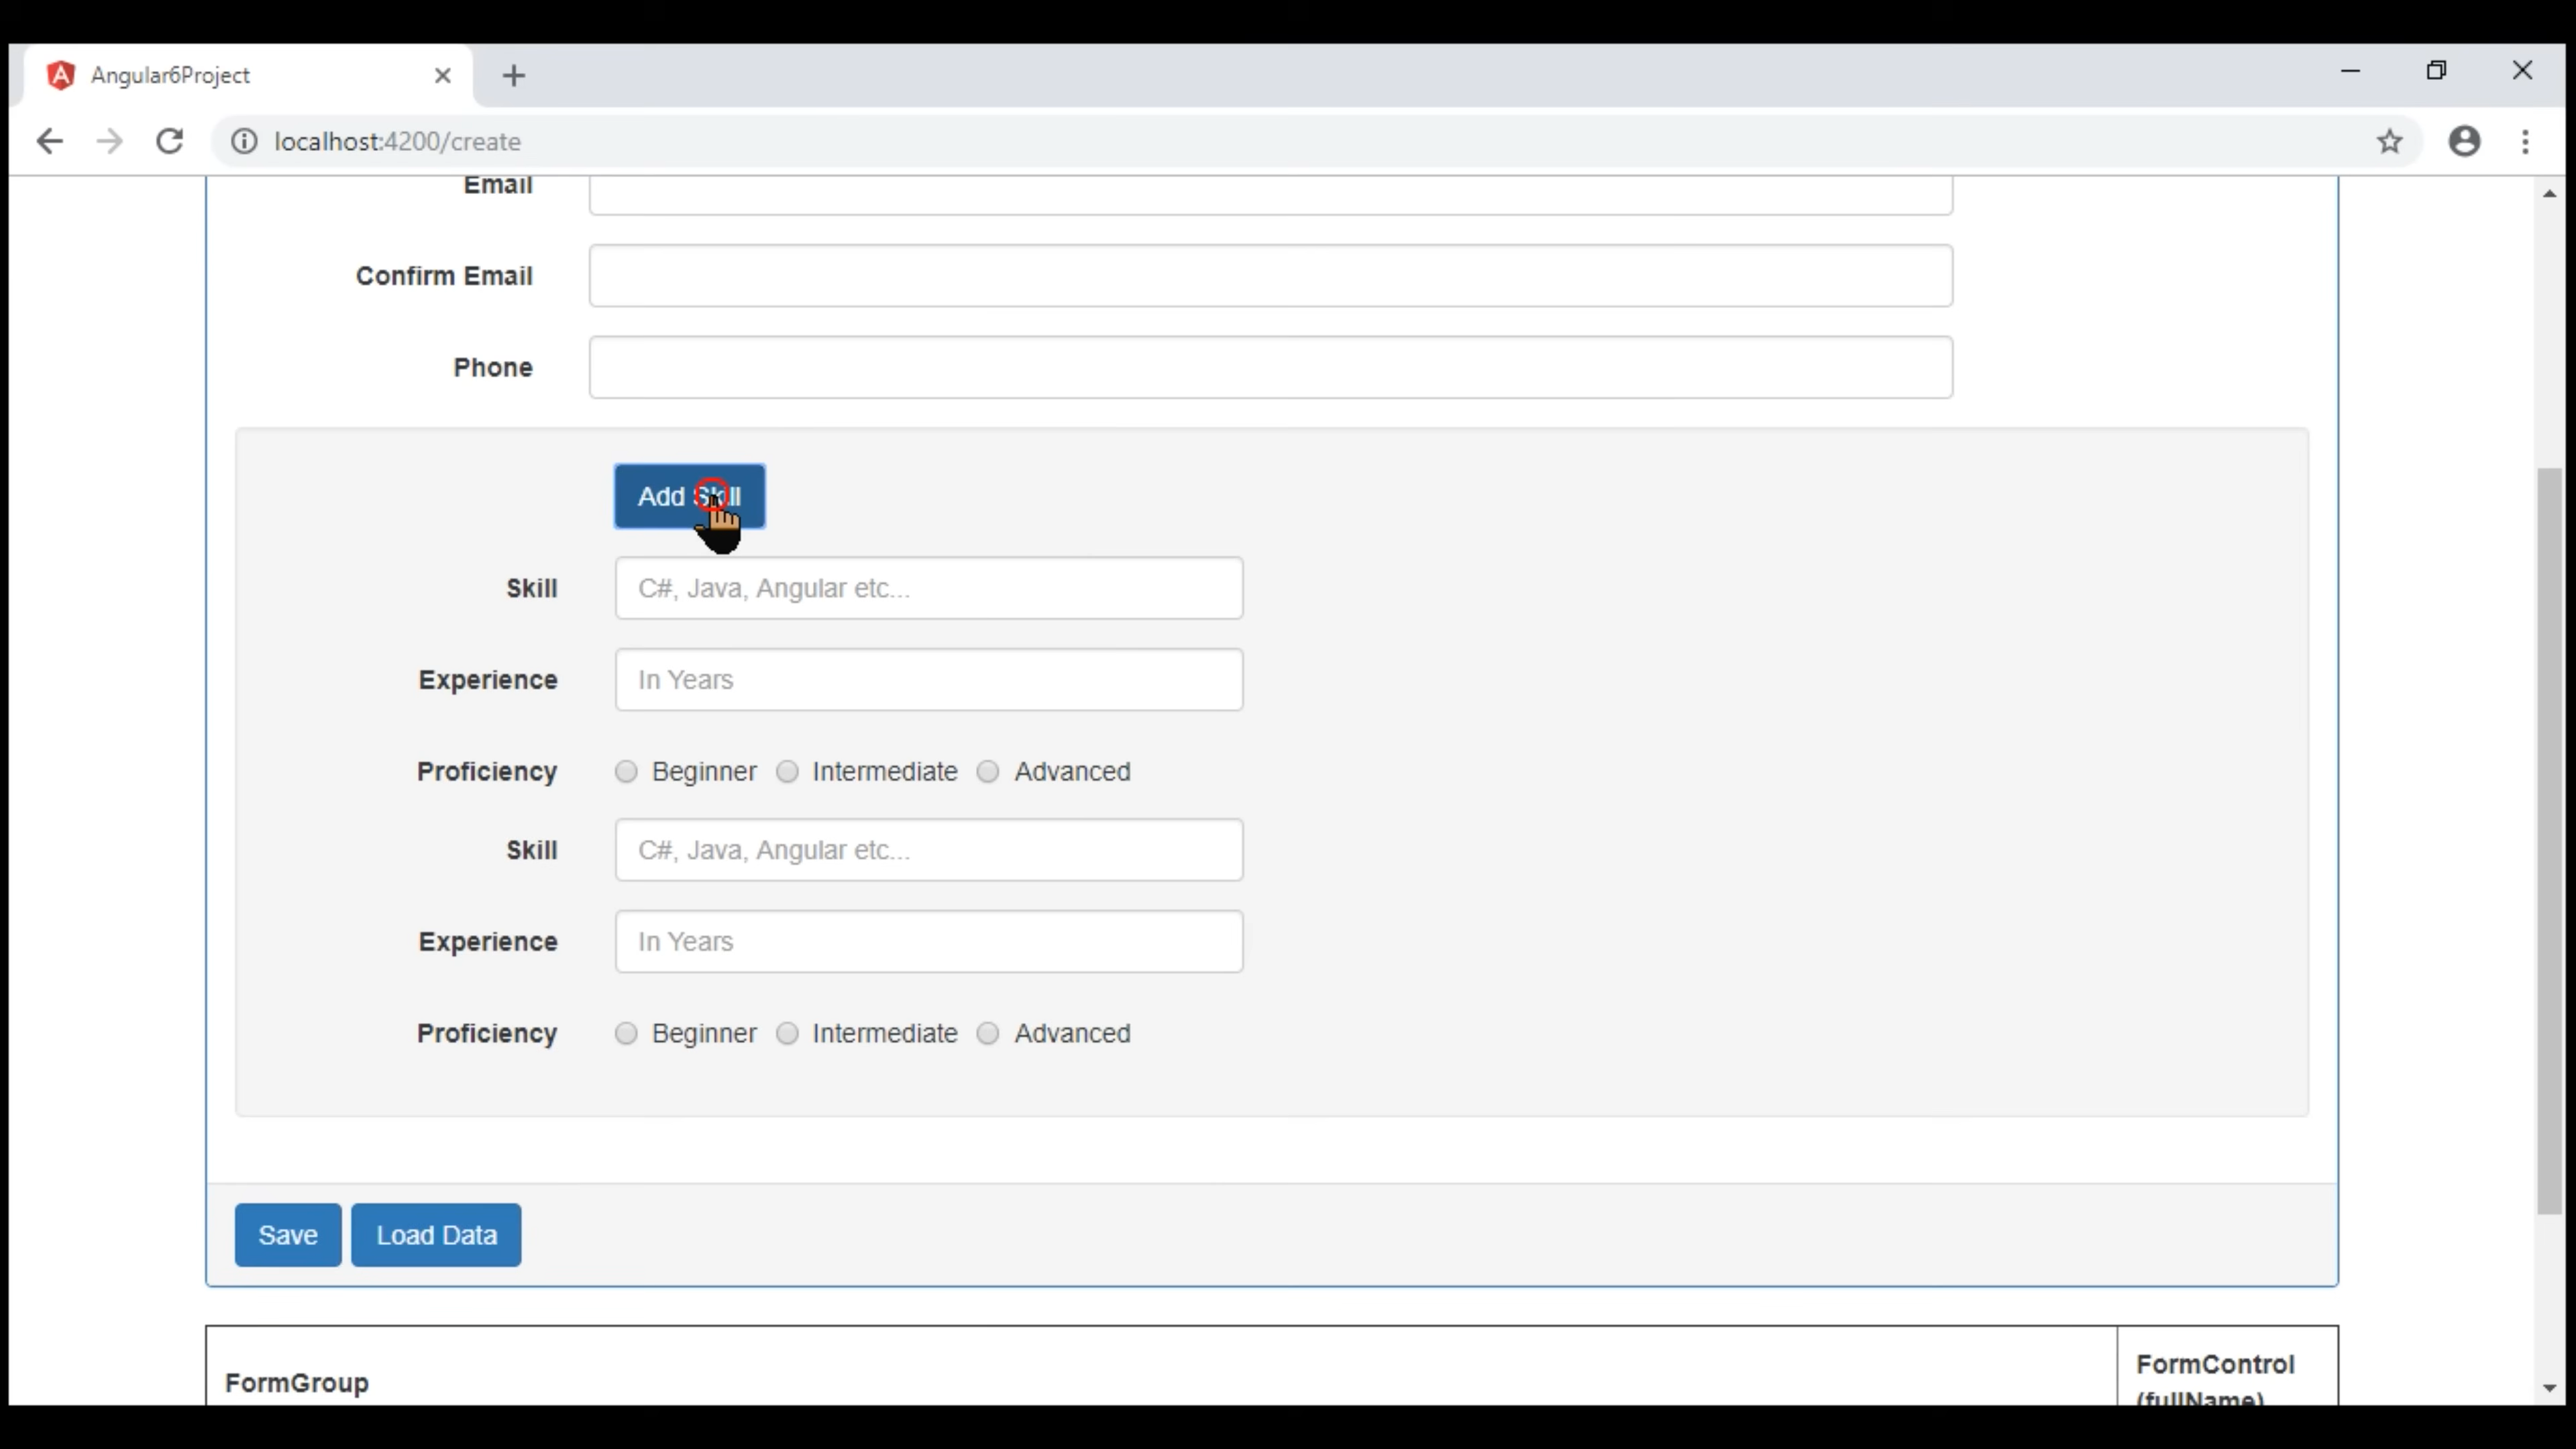 Angular6Project
localhost:4200/create
Email
Confirm Email
Phone
Add Skill
Skill C#, Java, Angular etc...
Experience In Years
Proficiency Beginner Intermediate Advanced
Skill C#, Java, Angular etc...
Experience In Years
Proficiency Beginner Intermediate Advanced
Save Load Data
FormGroup
FormControl
(fullName)